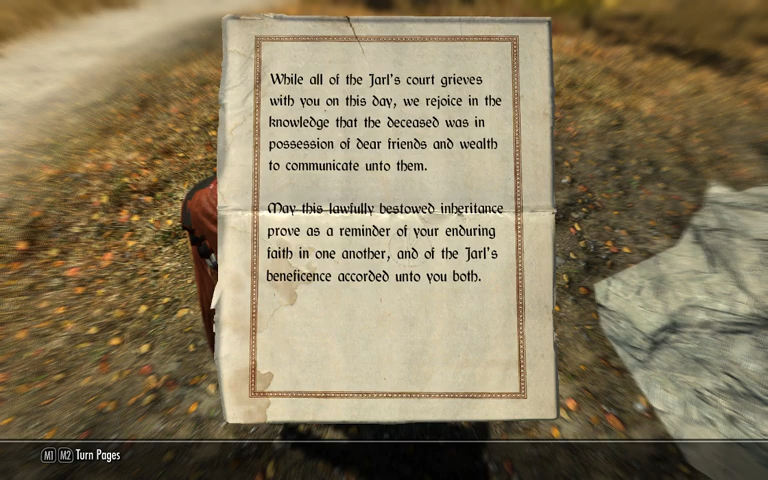 While all of the Jarl's court grieves
with you on this day, we rejoice in the
knowledge that the deceased was in
possession of dear friends and wealth
to communicate unto them.
May this lawfully bestowed inheritance
prove as a reminder of your enduring
faith in one another, and of the Jarl's
beneficence accorded unto you both.
M1 M2 Turn Pages